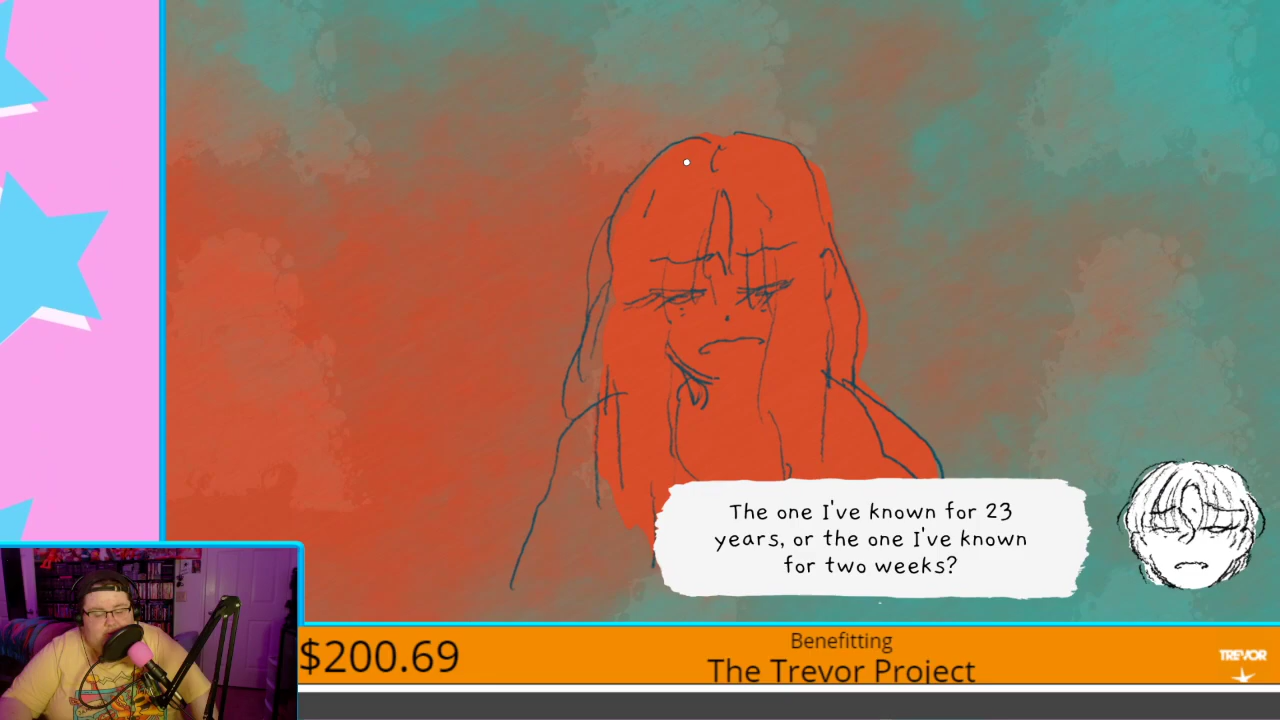 The one I've known for 23
years, or the one I've known
for two weeks?
$200.69
Benefitting
The Trevor Project
TREVOR